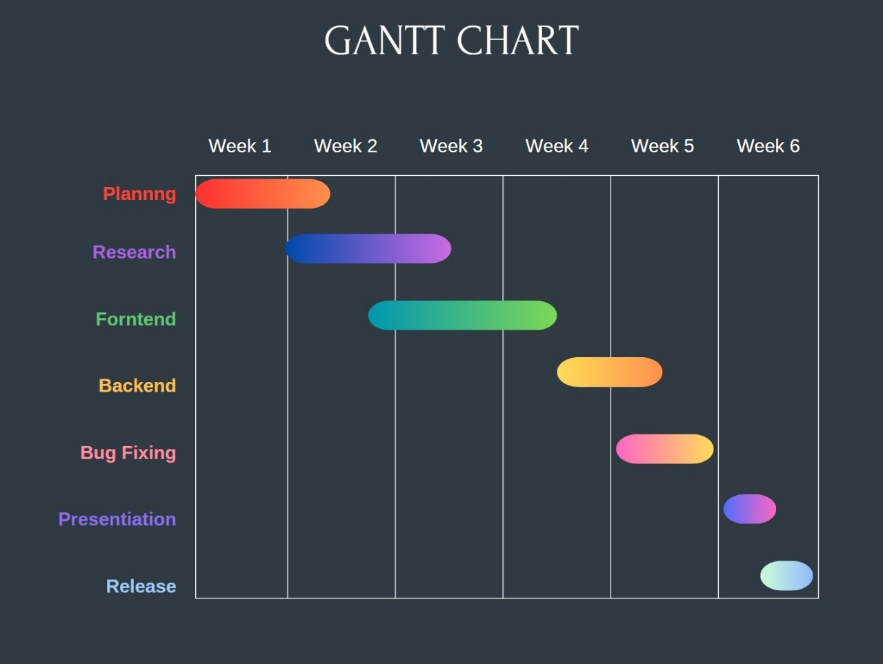 GANTT CHART
Week 1 Week 2 Week 3 Week 4 Week 5 Week 6
Plannng
Research
Forntend
Backend
Bug Fixing
Presentiation
Release